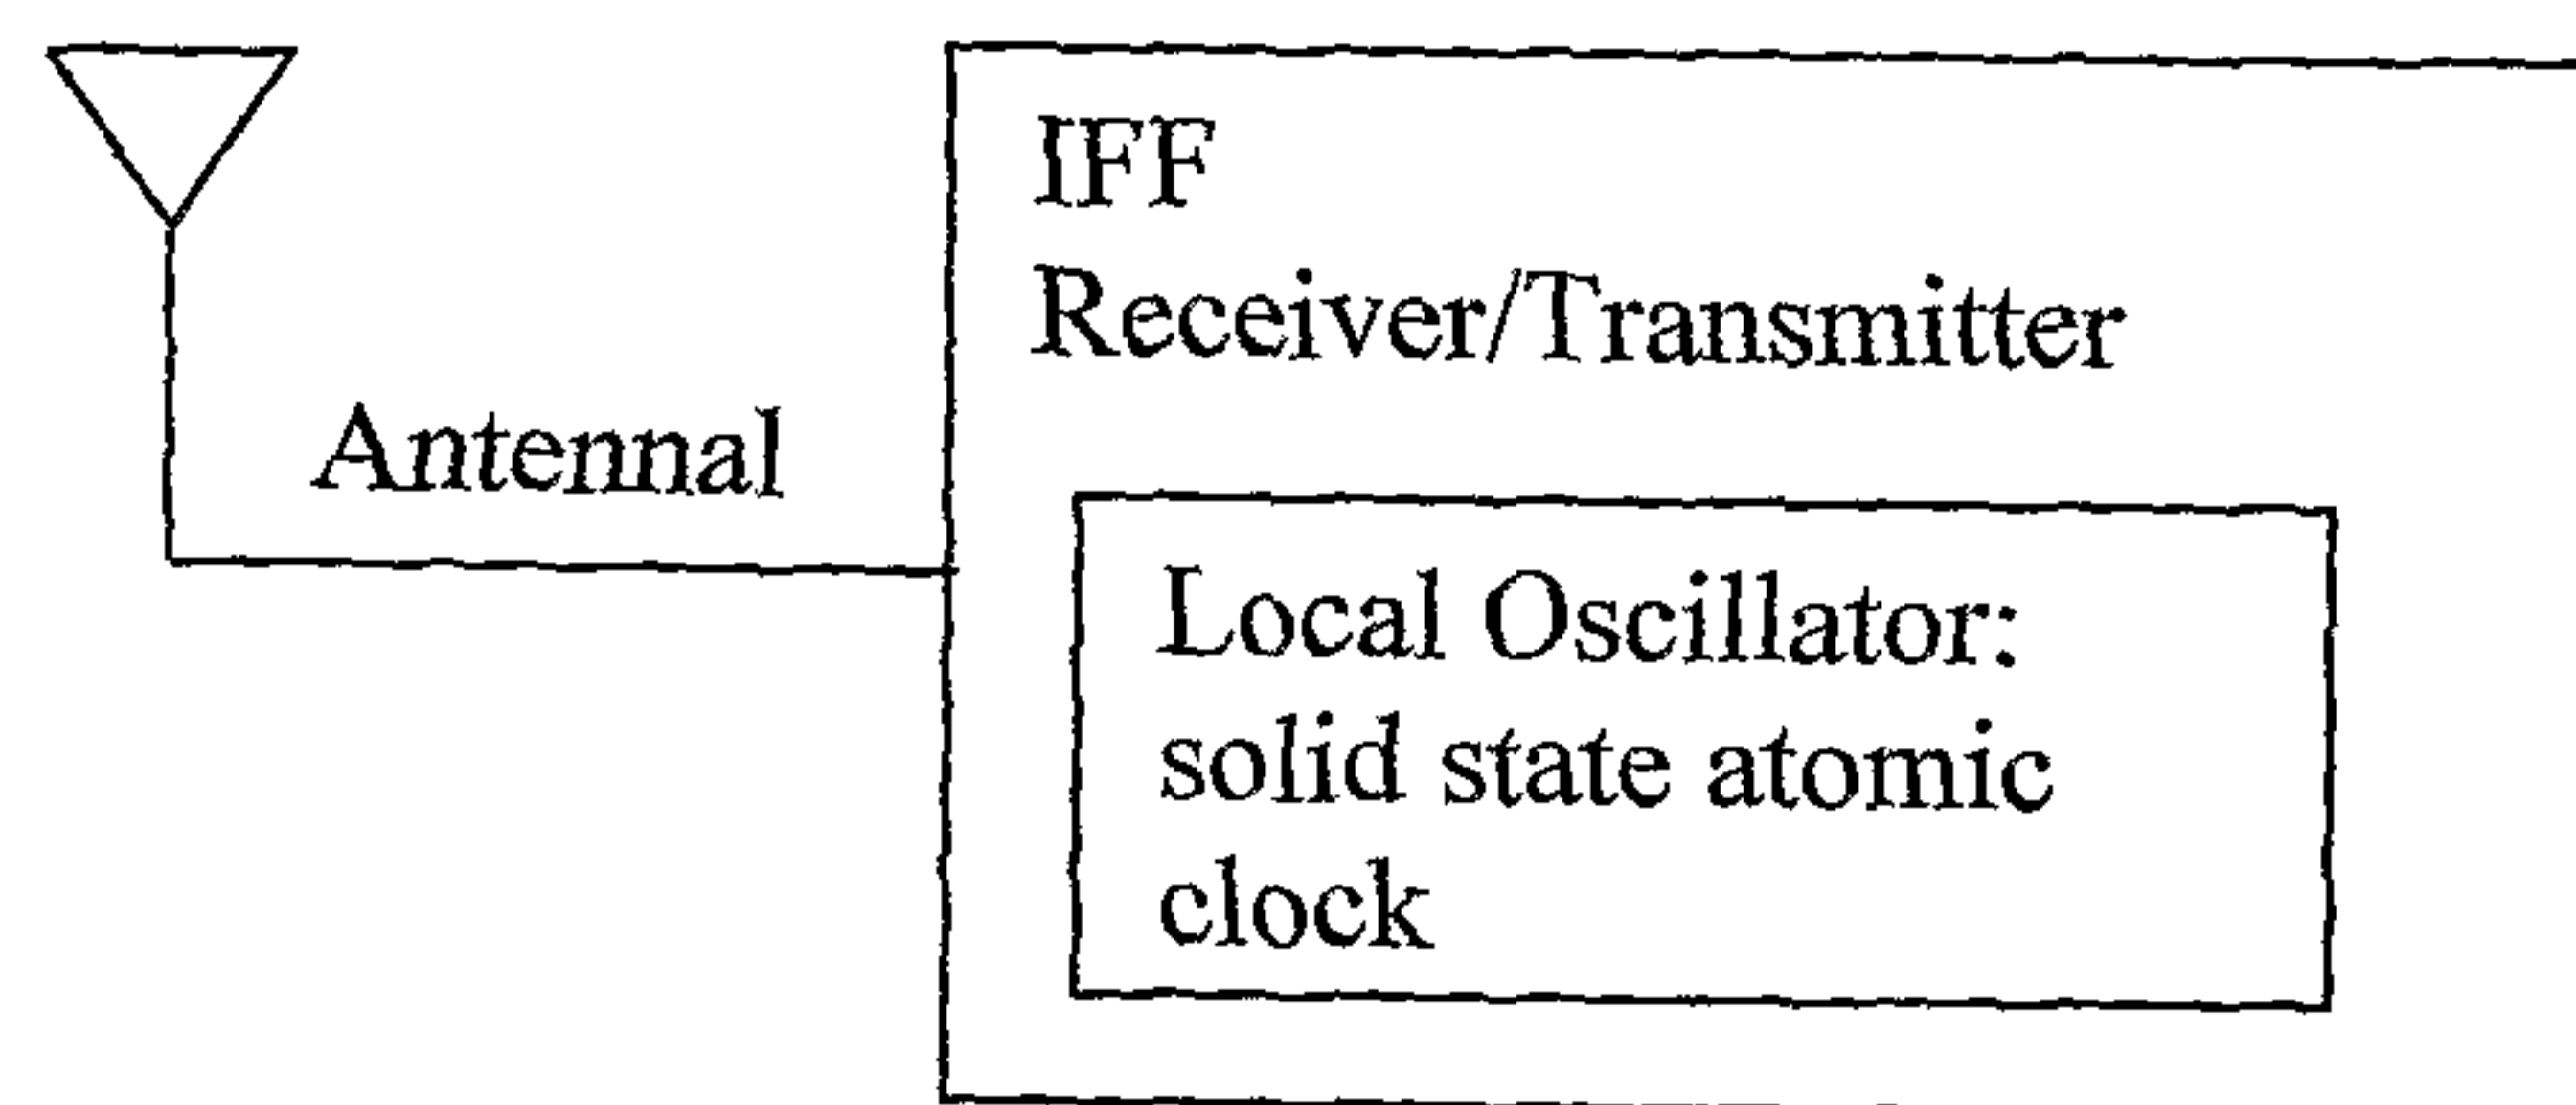 IFF
Receiver/Transmitter
Antennal
Local Oscillator:
solid state atomic
clock